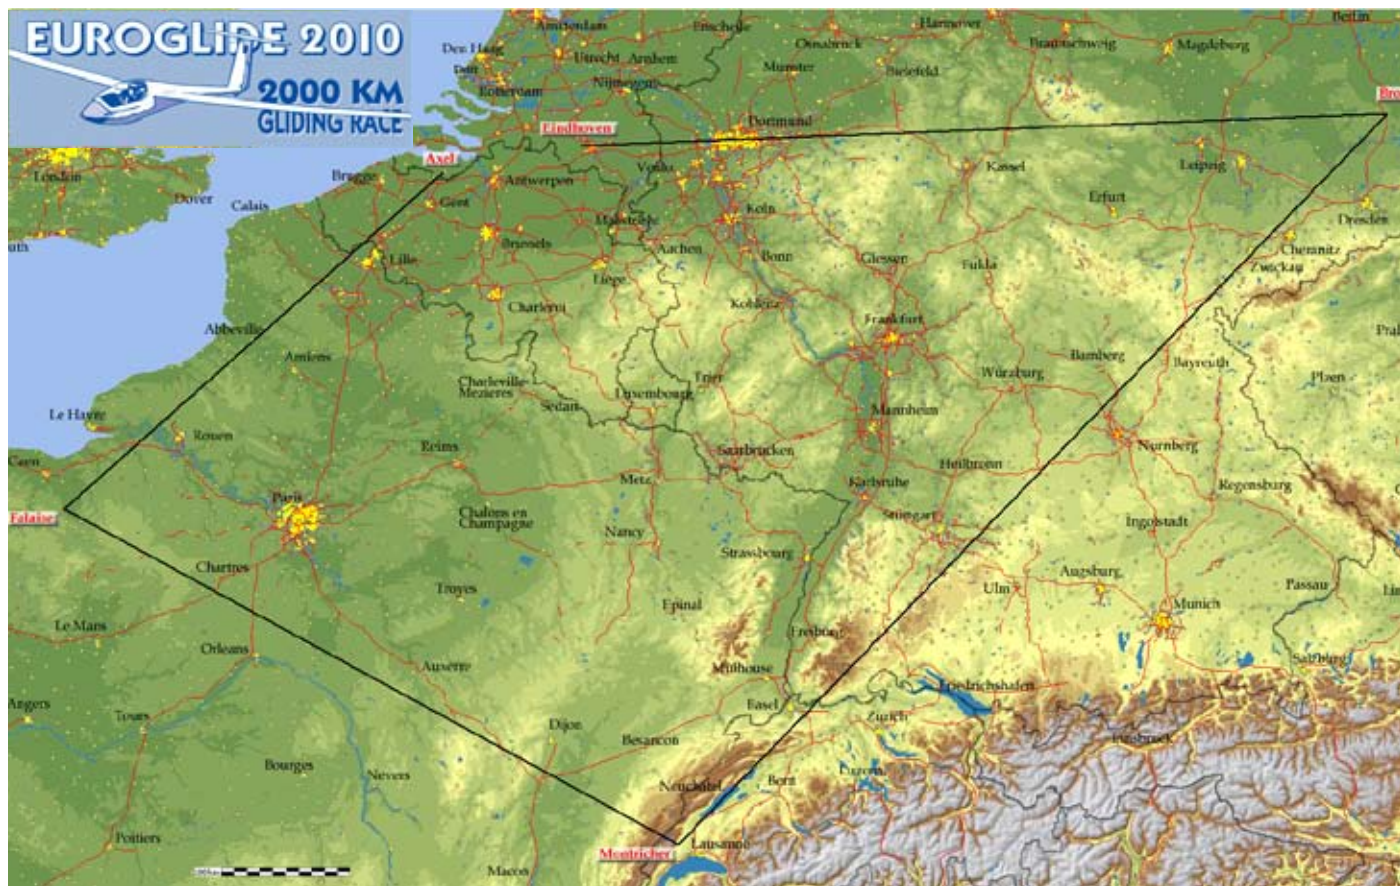 EUROGLIDE 2010
2000 KM
GLIDING RACE
Amsterdam
Enschede
Hannover
Berlin
Den Haag
Osnabruck
Braunschweig
Magdeburg
Utrecht
Arnhem
Munster
Bielefeld
Rotterdam
Nijmegen
Eindhoven
Dortmund
Bro
Axel
London
Brugge
Antwerpen
Venlo
Kassel
Leipzig
Dover
Calais
Gent
Koln
Erfurt
Dresden
Brussels
Aachen
Bonn
Giessen
Fulda
Chemnitz
Zwickau
Lille
Liege
Charleroi
Koblenz
Frankfurt
Abbeville
Amiens
Bamberg
Bayreuth
Charleville-
Mezieres
Sedan
Luxembourg
Trier
Wurzburg
Plzen
Le Havre
Rouen
Reims
Mannheim
Nurnberg
Caen
Saarbrucken
Heilbronn
Metz
Karlsruhe
Regensburg
Paris
Falaise
Chalons en
Champagne
Nancy
Stuttgart
Ingolstadt
Strassbourg
Chartres
Troyes
Ulm
Augsburg
Passau
Munich
Epinal
Le Mans
Freiburg
Orleans
Auxerre
Mulhouse
Salzburg
Friedrichshafen
Angers
Tours
Basel
Zurich
Dijon
Besancon
Innsbruck
Bourges
Nevers
Neuchatel
Bern
Luzern
Poitiers
Montricher
Lausanne
Macon